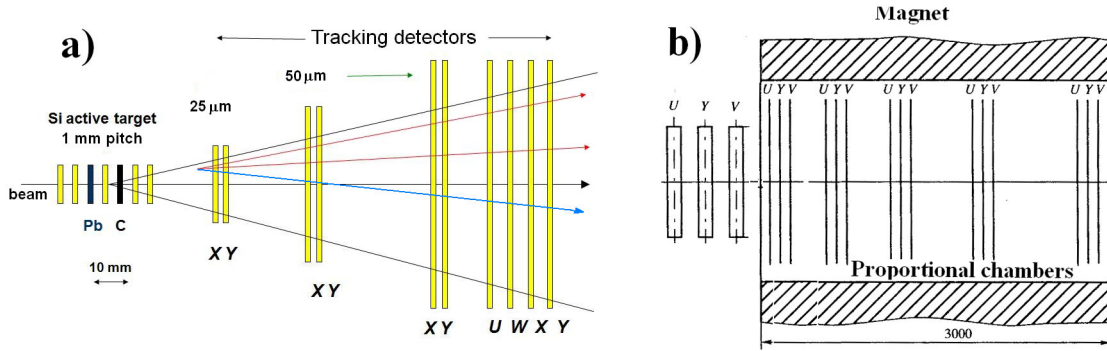 a)
Tracking detectors
50 μm
25 μm
Si active target
1 mm pitch
beam
Pb C
10 mm
X Y
X Y
X Y U W X Y
b)
Magnet
U Y V
U Y V U Y V U Y V U Y V U Y V
Proportional chambers
3000